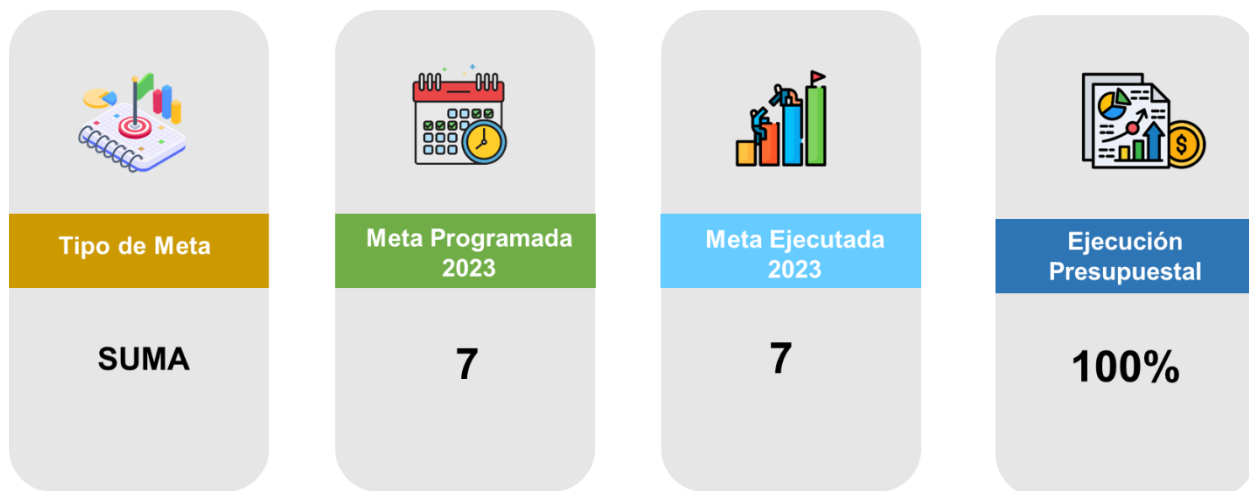 Tipo de Meta
SUMA
Meta Programada
2023
7
Meta Ejecutada
2023
7
Ejecución
Presupuestal
100%